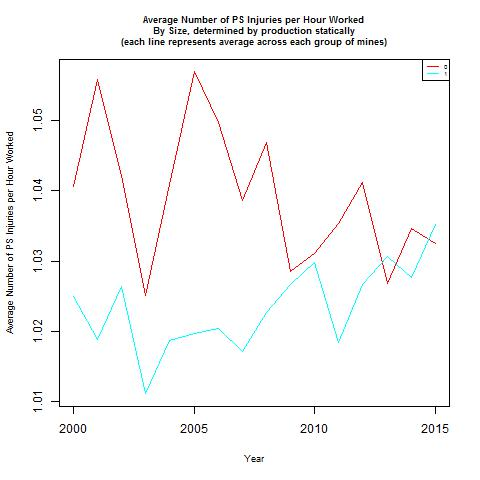 Average Number of PS Injuries per Hour Worked
By Size, determined by production statically
(each line represents average across each group of mines)
0
1
Average Number of PS Injuries per Hour Worked
1.05
1.04
1.03
1.02
1.01
2000
2005
2010
2015
Year